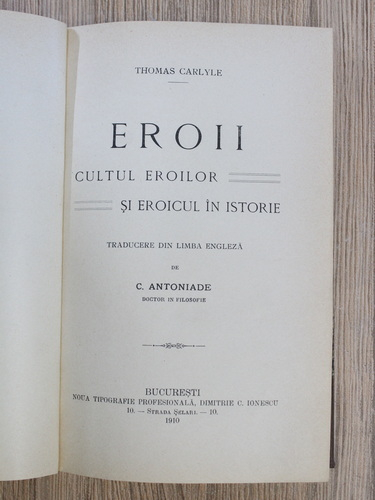 THOMAS CARLYLE
EROII
CULTUL EROILOR
ȘI EROICUL ÎN ISTORIE
TRADUCERE DIN LIMBA ENGLEZĂ
DE
C. ANTONIADE
DOCTOR IN FILOSOFIE
BUCUREȘTI
NOUA TIPOGRAFIE PROFESIONALĂ, DIMITRIE C. IONESCU
10. — STRADA ȘELARI. — 10.
1910